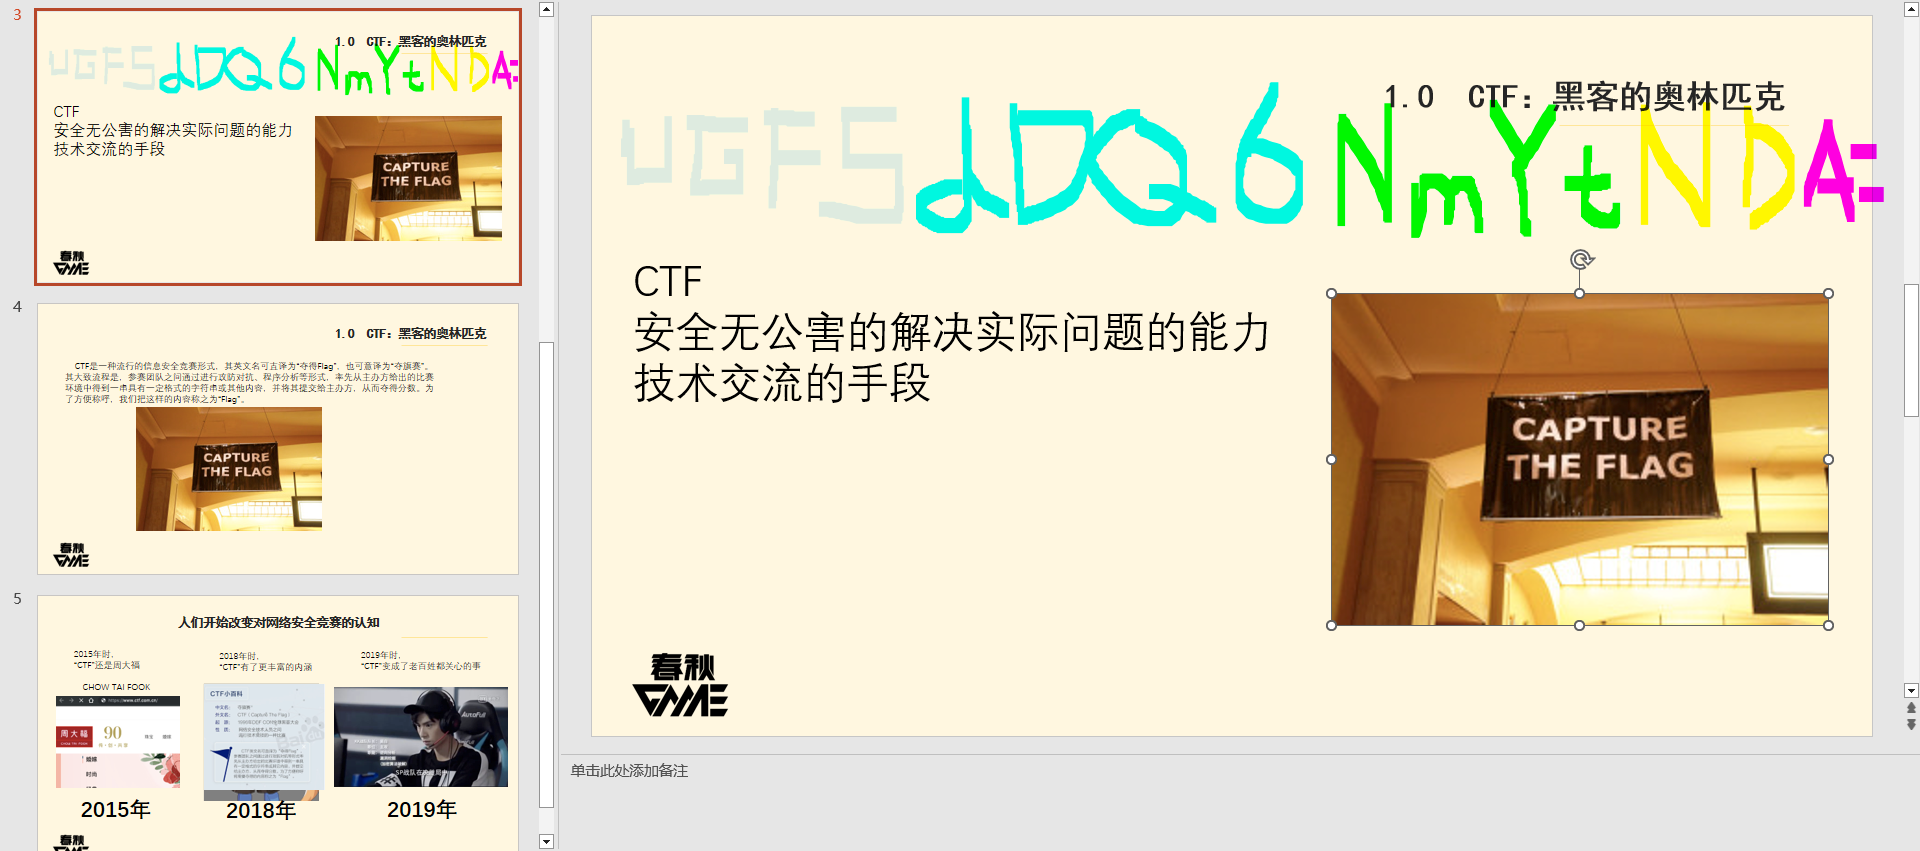 3
1.0 CTF：黑客的奥林匹克
UGFSdDQ6NmYtNDA=
CTF
安全无公害的解决实际问题的能力
技术交流的手段
CAPTURE
THE FLAG
春秋
GAME
4
1.0 CTF：黑客的奥林匹克
CTF是一种流行的信息安全竞赛形式，其英文名可直译为“夺得Flag”，也可意译为“夺旗赛”。
其大致流程是，参赛团队之间通过进行攻防对抗、程序分析等形式，率先从主办方给出的比赛
环境中得到一串具有一定格式的字符串或其他内容，并将其提交给主办方，从而夺得分数。为
了方便称呼，我们把这样的内容称之为“Flag”。
CAPTURE
THE FLAG
春秋
GAME
5
人们开始改变对网络安全竞赛的认知
2015年时，
“CTF”还是周大福
CHOW TAI FOOK
https://www.ctf.com.cn/
周大福
90
婚嫁
时尚
2015年
2018年时，
“CTF”有了更丰富的内涵
CTF小百科
2018年
2019年时，
“CTF”变成了老百姓都关心的事
AutoFull
2019年
春秋
1.0 CTF：黑客的奥林匹克
UGFSdDQ6NmYtNDA=
CTF
安全无公害的解决实际问题的能力
技术交流的手段
CAPTURE
THE FLAG
春秋
GAME
单击此处添加备注